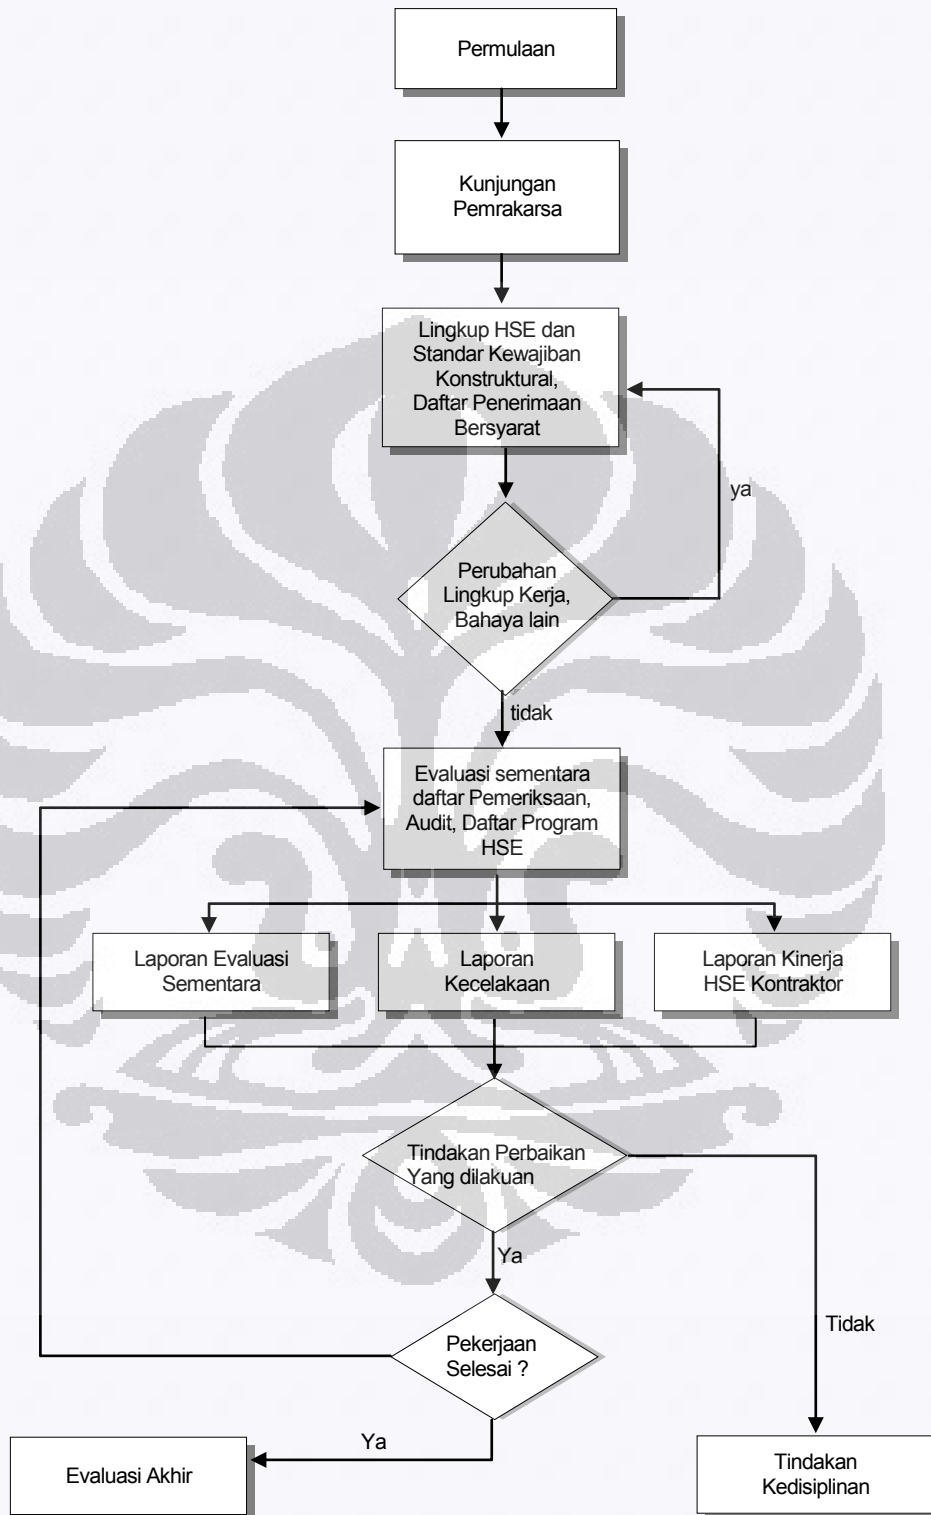 Permulaan
Kunjungan
Pemrakarsa
Lingkup HSE dan
Standar Kewajiban
Konstruktural,
Daftar Penerimaan
Bersyarat
ya
Perubahan
Lingkup Kerja,
Bahaya lain
tidak
Evaluasi sementara
daftar Pemeriksaan,
Audit, Daftar Program
HSE
Laporan Evaluasi
Sementara
Laporan
Kecelakaan
Laporan Kinerja
HSE Kontraktor
Tindakan Perbaikan
Yang dilakuan
Ya
Tidak
Pekerjaan
Selesai ?
Ya
Evaluasi Akhir
Tindakan
Kedisiplinan